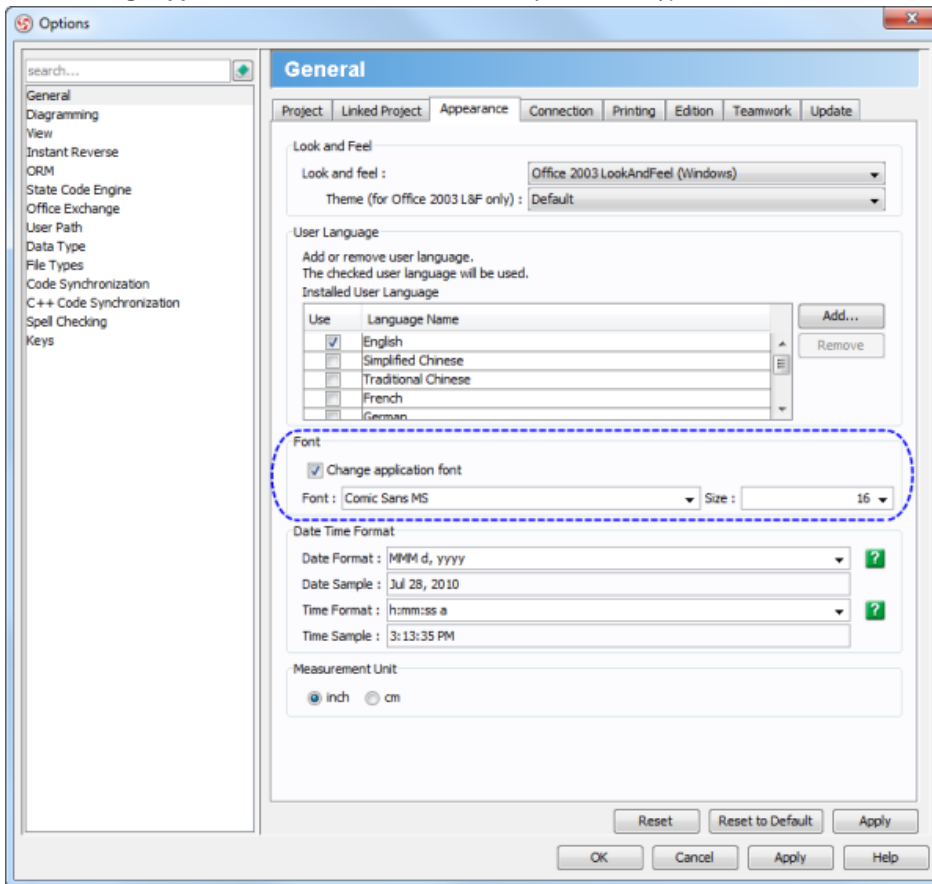 Options
search...
General
General
Diagramming
View
Instant Reverse
ORM
State Code Engine
Office Exchange
User Path
Data Type
File Types
Code Synchronization
C++ Code Synchronization
Spell Checking
Keys
Project Linked Project Appearance Connection Printing Edition Teamwork Update
Look and Feel
Look and feel : Office 2003 LookAndFeel (Windows)
Theme (for Office 2003 L&F only) : Default
User Language
Add or remove user language.
The checked user language will be used.
Installed User Language
Use Language Name Add...
English Remove
Simplified Chinese
Traditional Chinese
French
German
Font
Change application font
Font : Comic Sans MS Size : 16
Date Time Format
Date Format : MMM d, yyyy ?
Date Sample : Jul 28, 2010
Time Format : h:mm:ss a ?
Time Sample : 3:13:35 PM
Measurement Unit
inch cm
Reset Reset to Default Apply
OK Cancel Apply Help